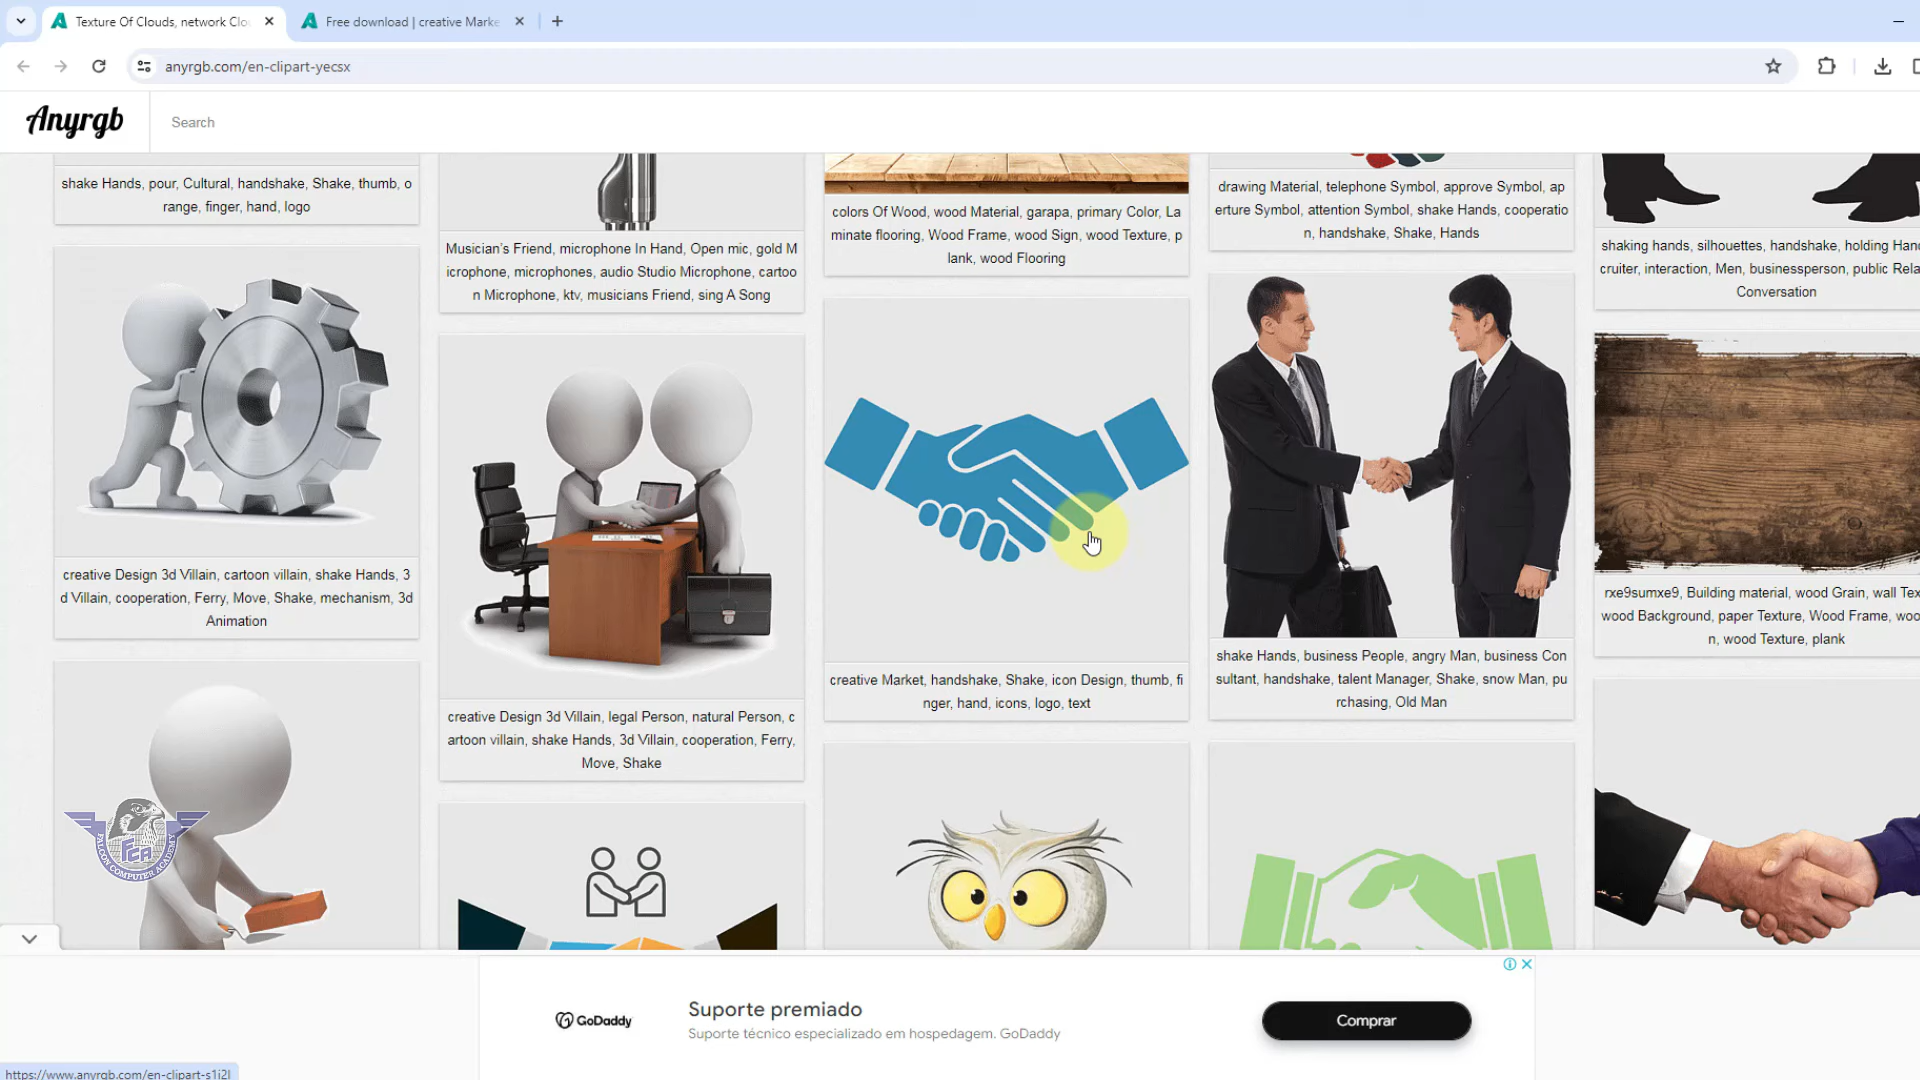 Texture Of Clouds, network Clo
Free download | creative Marke
anyrgb.com/en-clipart-yecsx
Anyrgb
Search
shake Hands, pour, Cultural, handshake, Shake, thumb, o
range, finger, hand, logo
creative Design 3d Villain, cartoon villain, shake Hands, 3
d Villain, cooperation, Ferry, Move, Shake, mechanism, 3d
Animation
FALCON COMPUTER ACADEMY
FCA
Musician's Friend, microphone In Hand, Open mic, gold M
icrophone, microphones, audio Studio Microphone, cartoo
n Microphone, ktv, musicians Friend, sing A Song
creative Design 3d Villain, legal Person, natural Person, c
artoon villain, shake Hands, 3d Villain, cooperation, Ferry,
Move, Shake
colors Of Wood, wood Material, garapa, primary Color, La
minate flooring, Wood Frame, wood Sign, wood Texture, p
lank, wood Flooring
creative Market, handshake, Shake, icon Design, thumb, fi
nger, hand, icons, logo, text
drawing Material, telephone Symbol, approve Symbol, ap
erture Symbol, attention Symbol, shake Hands, cooperatio
n, handshake, Shake, Hands
shake Hands, business People, angry Man, business Con
sultant, handshake, talent Manager, Shake, snow Man, pu
rchasing, Old Man
shaking hands, silhouettes, handshake, holding Han
cruiter, interaction, Men, businessperson, public Rela
Conversation
rxe9sumxe9, Building material, wood Grain, wall Tex
wood Background, paper Texture, Wood Frame, woo
n, wood Texture, plank
GoDaddy
Suporte premiado
Suporte técnico especializado em hospedagem. GoDaddy
Comprar
https://www.anyrgb.com/en-clipart-s1i2l